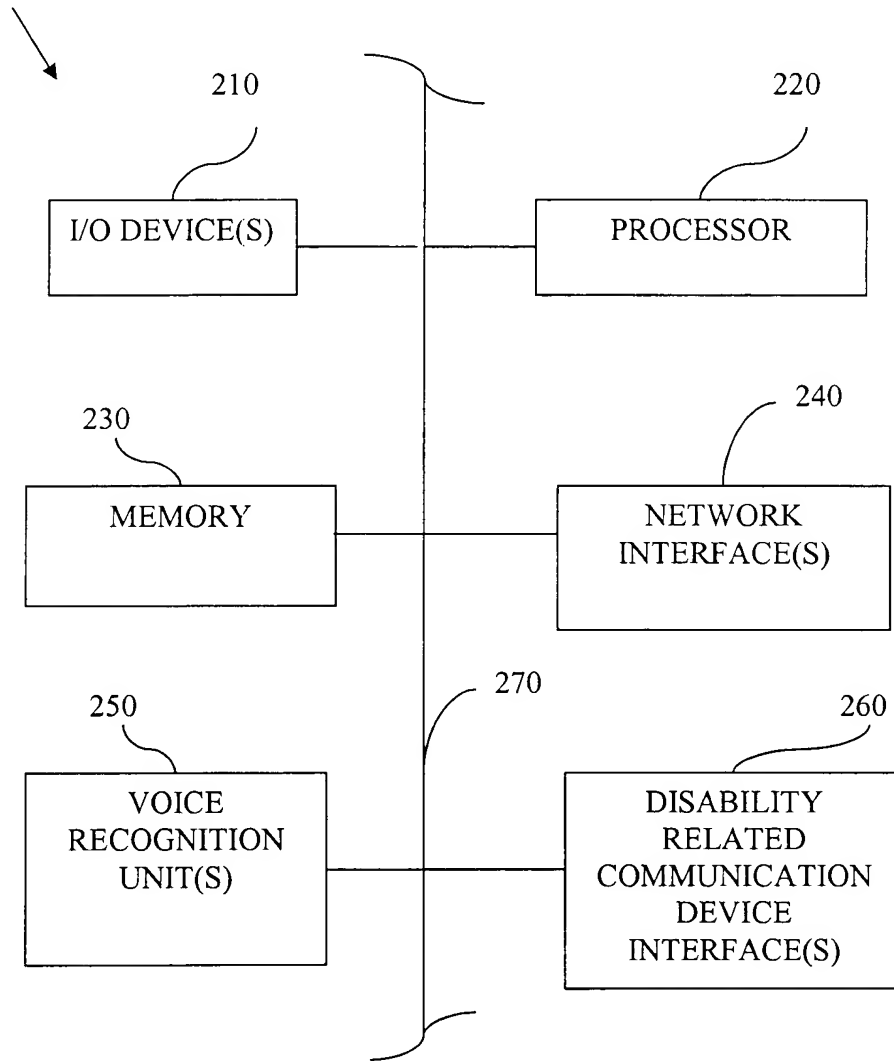 210
220
I/O DEVICE(S)
PROCESSOR
230
240
MEMORY
NETWORK
INTERFACE(S)
250
270
260
VOICE
RECOGNITION
UNIT(S)
DISABILITY
RELATED
COMMUNICATION
DEVICE
INTERFACE(S)